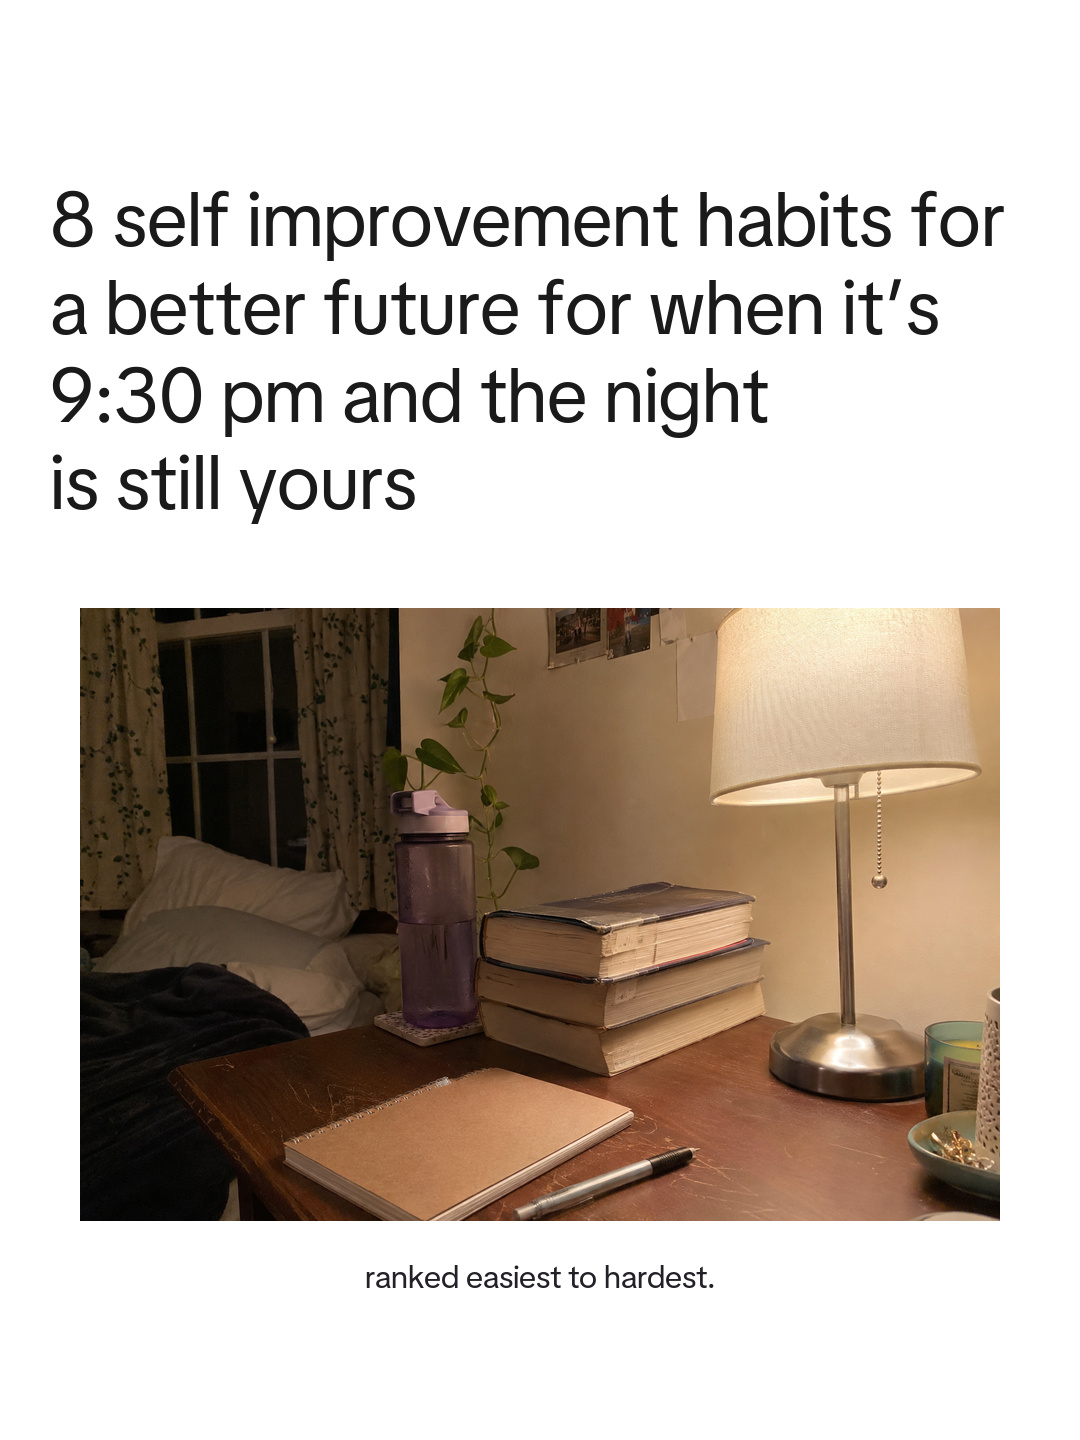 8 self improvement habits for
a better future for when it’s
9:30 pm and the night
is still yours
ranked easiest to hardest.